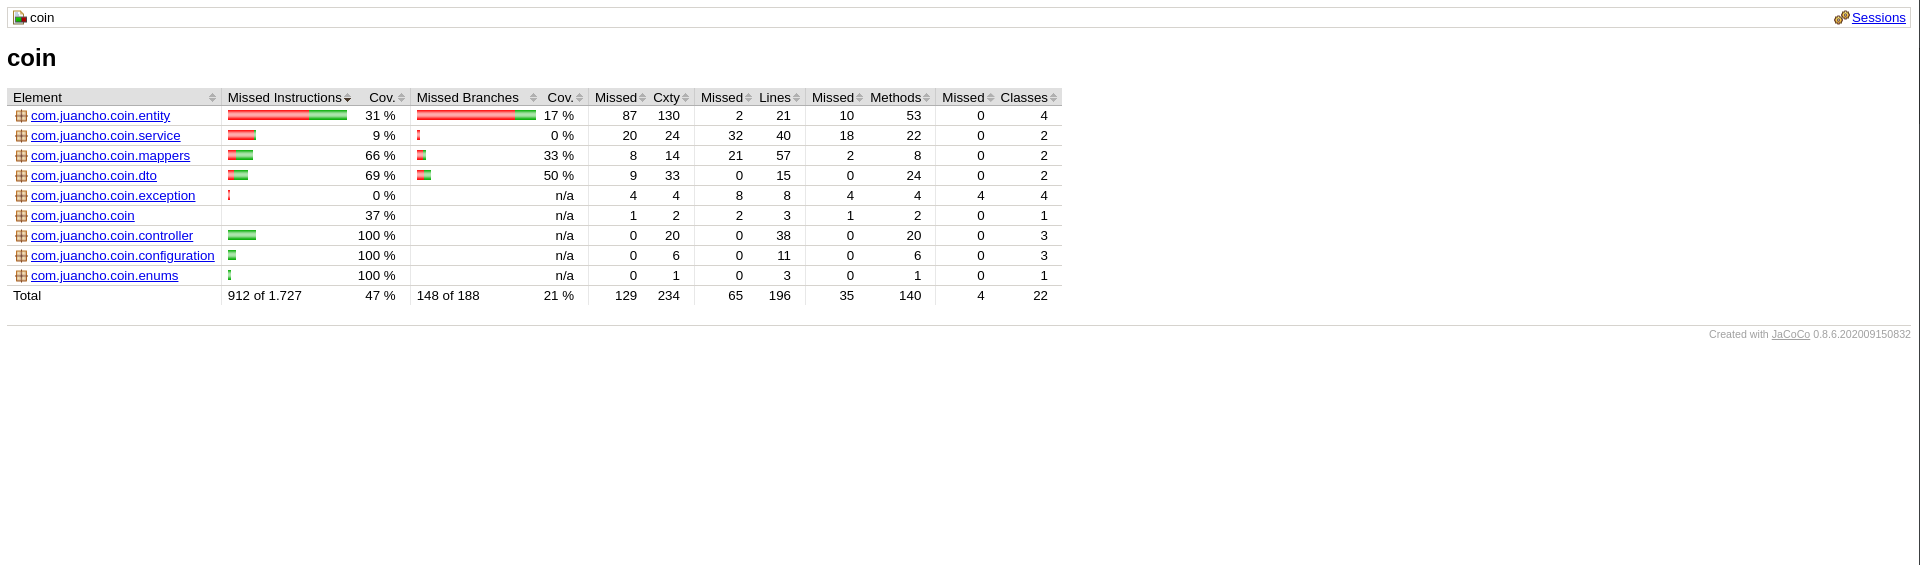 coin Sessions
coin
Element Missed Instructions Cov. Missed Branches Cov. Missed Cxty Missed Lines Missed Methods Missed Classes
com.juancho.coin.entity 31 % 17 % 87 130 2 21 10 53 0 4
com.juancho.coin.service 9 % 0 % 20 24 32 40 18 22 0 2
com.juancho.coin.mappers 66 % 33 % 8 14 21 57 2 8 0 2
com.juancho.coin.dto 69 % 50 % 9 33 0 15 0 24 0 2
com.juancho.coin.exception 0 % n/a 4 4 8 8 4 4 4 4
com.juancho.coin 37 % n/a 1 2 2 3 1 2 0 1
com.juancho.coin.controller 100 % n/a 0 20 0 38 0 20 0 3
com.juancho.coin.configuration 100 % n/a 0 6 0 11 0 6 0 3
com.juancho.coin.enums 100 % n/a 0 1 0 3 0 1 0 1
Total 912 of 1.727 47 % 148 of 188 21 % 129 234 65 196 35 140 4 22
Created with JaCoCo 0.8.6.202009150832